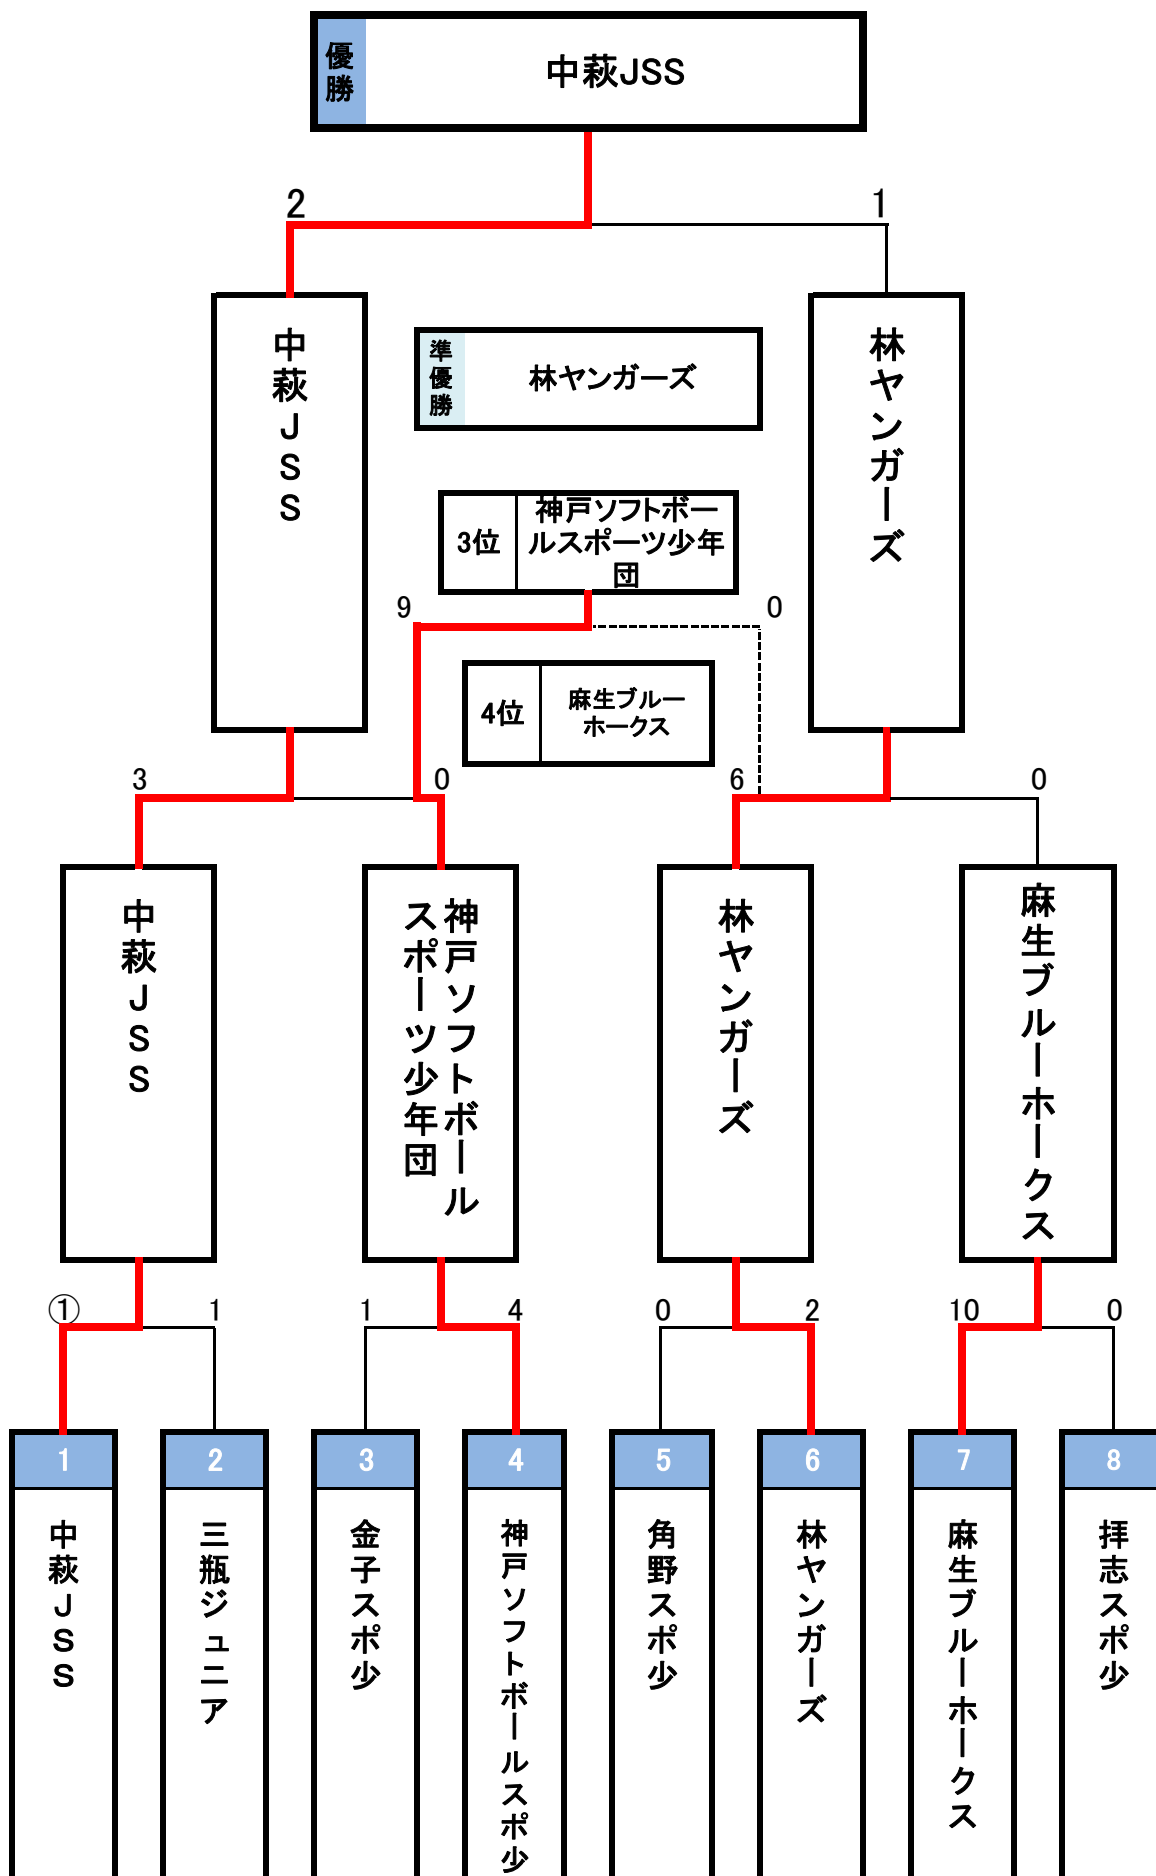 優勝
中萩JSS
2
1
中萩JSS
準優勝
林ヤンガーズ
林ヤンガーズ
3位
神戸ソフトボー
ルスポーツ少年
団
9
0
4位
麻生ブルー
ホークス
3
0
6
0
中萩JSS
神戸ソフトボール
スポーツ少年団
林ヤンガーズ
麻生ブルーホークス
①
1
1
4
0
2
10
0
1
2
3
4
5
6
7
8
中萩JSS
三瓶ジュニア
金子スポ少
神戸ソフトボールスポ少
角野スポ少
林ヤンガーズ
麻生ブルーホークス
拝志スポ少